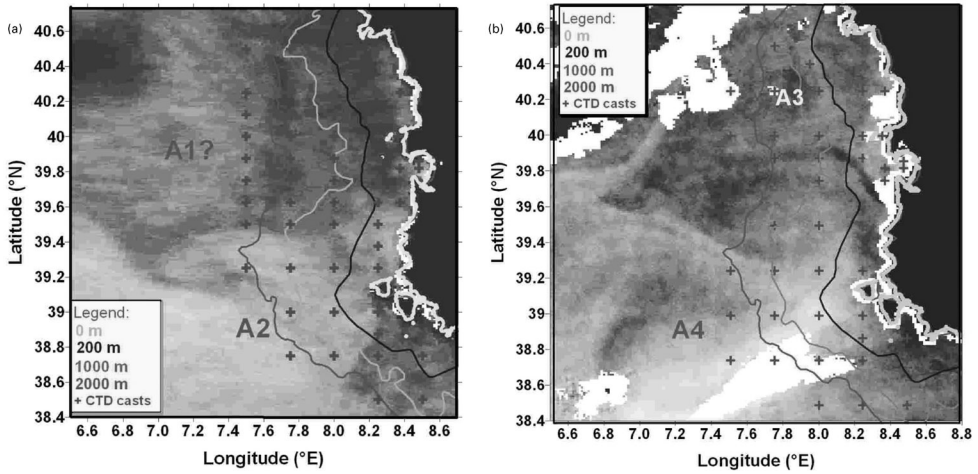 (a)
Legend:
0 m
200 m
1000 m
2000 m
+ CTD casts
A1?
A2
40.6
40.4
40.2
40
39.8
39.6
39.4
39.2
39
38.8
38.6
38.4
Latitude (°N)
6.6 6.8 7.0 7.2 7.4 7.6 7.8 8.0 8.2 8.4 8.6
Longitude (°E)
(b)
Legend:
0 m
200 m
1000 m
2000 m
+ CTD casts
A3
A4
40.6
40.4
40.2
40
39.8
39.6
39.4
39.2
39
38.8
38.6
38.4
Latitude (°N)
6.6 6.8 7.0 7.2 7.4 7.6 7.8 8.0 8.2 8.4 8.6 8.8
Longitude (°E)